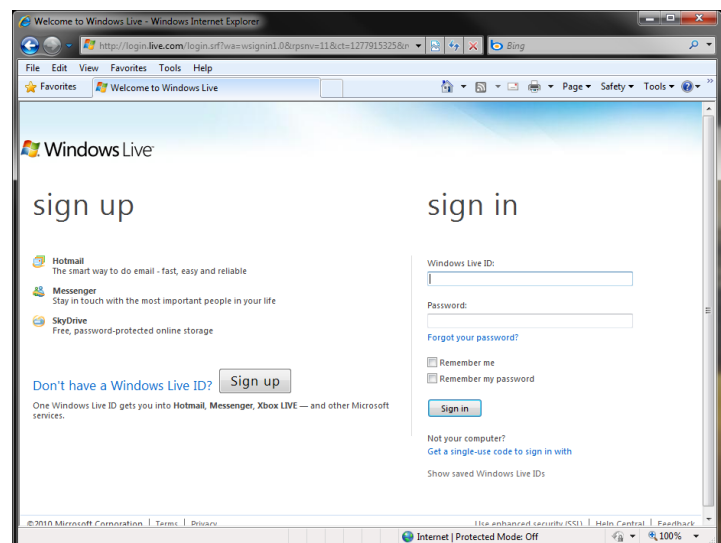 Welcome to Windows Live - Windows Internet Explorer
http://login.live.com/login.srf?wa=wsignin1.0&rpsnv=11&ct=1277915325&rn
Bing
File Edit View Favorites Tools Help
Favorites Welcome to Windows Live Page Safety Tools
Windows Live
sign up
Hotmail
The smart way to do email - fast, easy and reliable
Messenger
Stay in touch with the most important people in your life
SkyDrive
Free, password-protected online storage
Don't have a Windows Live ID? Sign up
One Windows Live ID gets you into Hotmail, Messenger, Xbox LIVE — and other Microsoft
services.
sign in
Windows Live ID:
Password:
Forgot your password?
Remember me
Remember my password
Sign in
Not your computer?
Get a single-use code to sign in with
Show saved Windows Live IDs
©2010 Microsoft Corporation | Terms | Privacy Use enhanced security (SSL) | Help Central | Feedback
Internet | Protected Mode: Off 100%